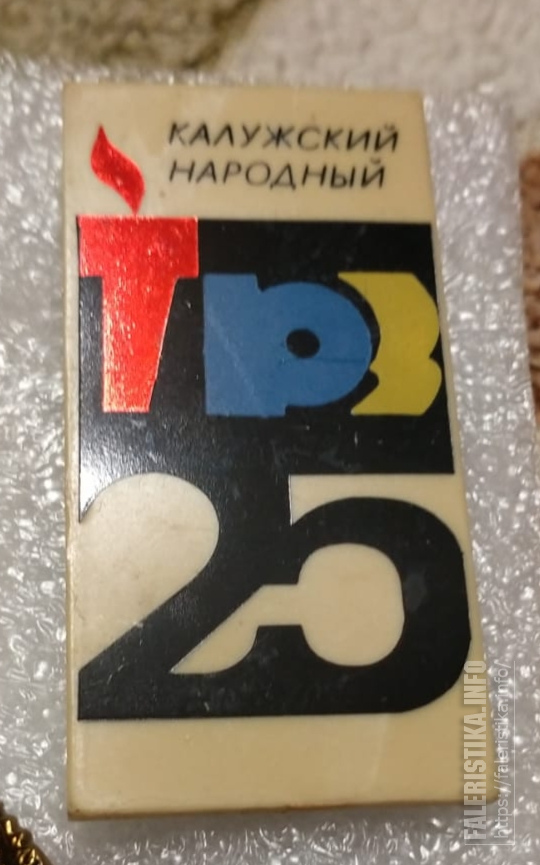 КАЛУЖСКИЙ
НАРОДНЫЙ
ТЮЗ
25
FALERISTIKA.INFO
https://faleristika.info/